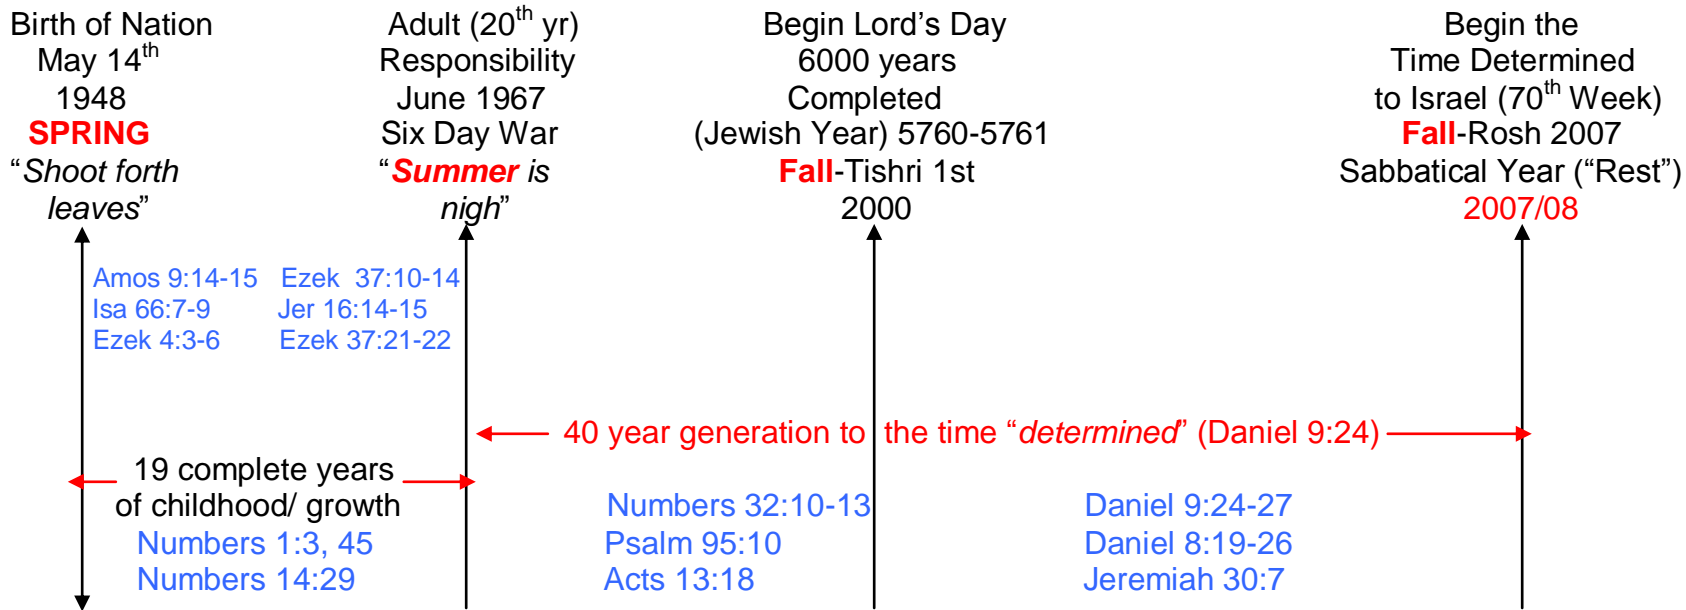 Birth of Nation
May 14th
1948
SPRING
“Shoot forth
leaves”
Adult (20th yr)
Responsibility
June 1967
Six Day War
“Summer is
nigh”
Begin Lord’s Day
6000 years
Completed
(Jewish Year) 5760-5761
Fall-Tishri 1st
2000
Begin the
Time Determined
to Israel (70th Week)
Fall-Rosh 2007
Sabbatical Year (“Rest”)
2007/08
Amos 9:14-15 Ezek 37:10-14
Isa 66:7-9 Jer 16:14-15
Ezek 4:3-6 Ezek 37:21-22
40 year generation to the time “determined” (Daniel 9:24)
19 complete years
of childhood/ growth
Numbers 1:3, 45
Numbers 14:29
Numbers 32:10-13
Psalm 95:10
Acts 13:18
Daniel 9:24-27
Daniel 8:19-26
Jeremiah 30:7